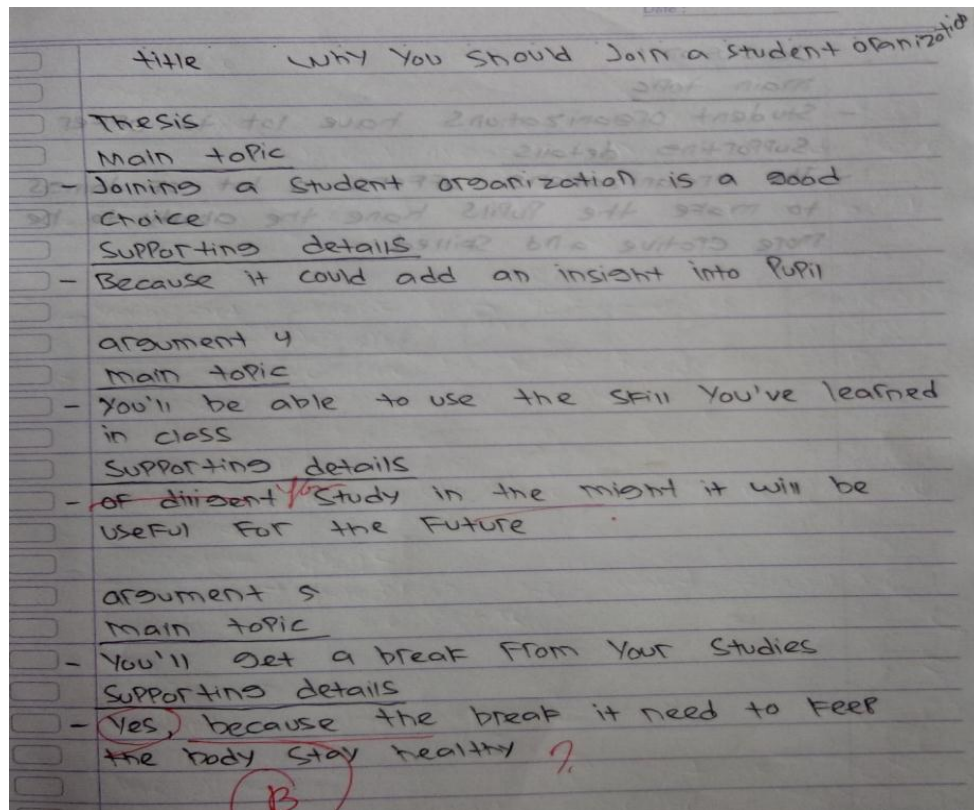 Date :
title Why You Should Join a Student oranization
Thesis
Main topic
- Joining a Student organization is a good
choice
Supporting details
- Because it could add an insight into Pupil
argument 4
main topic
- You'll be able to use the skill You've learned
in class
Supporting details
- of diligent You Study in the might it will be
useful For the Future
argument 5
main topic
- You'll get a break From Your Studies
Supporting details
- Yes, because the break it need to keep
the body Stay healthy ?
B